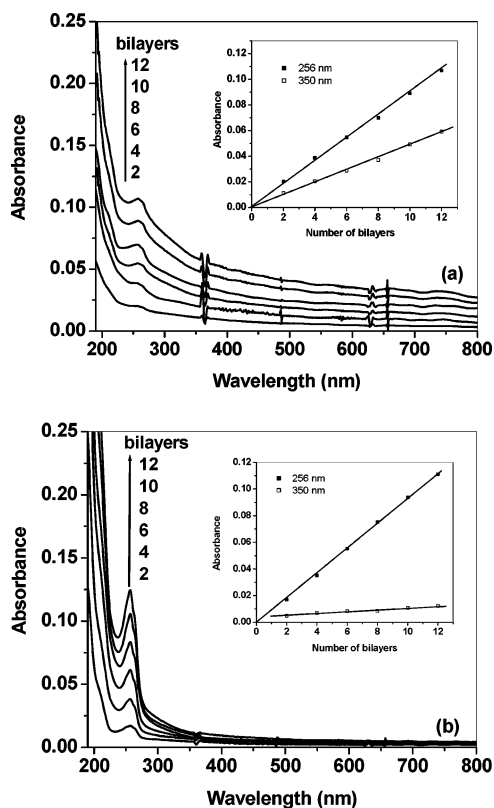 0.25
0.20
0.15
0.10
0.05
0.00
Absorbance
bilayers
12
10
8
6
4
2
0.12
0.10
0.08
0.06
0.04
0.02
0.00
Absorbance
256 nm
350 nm
0 2 4 6 8 10 12
Number of bilayers
(a)
200 300 400 500 600 700 800
Wavelength (nm)
0.25
0.20
0.15
0.10
0.05
0.00
Absorbance
bilayers
12
10
8
6
4
2
0.12
0.10
0.08
0.06
0.04
0.02
0.00
Absorbance
256 nm
350 nm
0 2 4 6 8 10 12
Number of bilayers
(b)
200 300 400 500 600 700 800
Wavelength (nm)